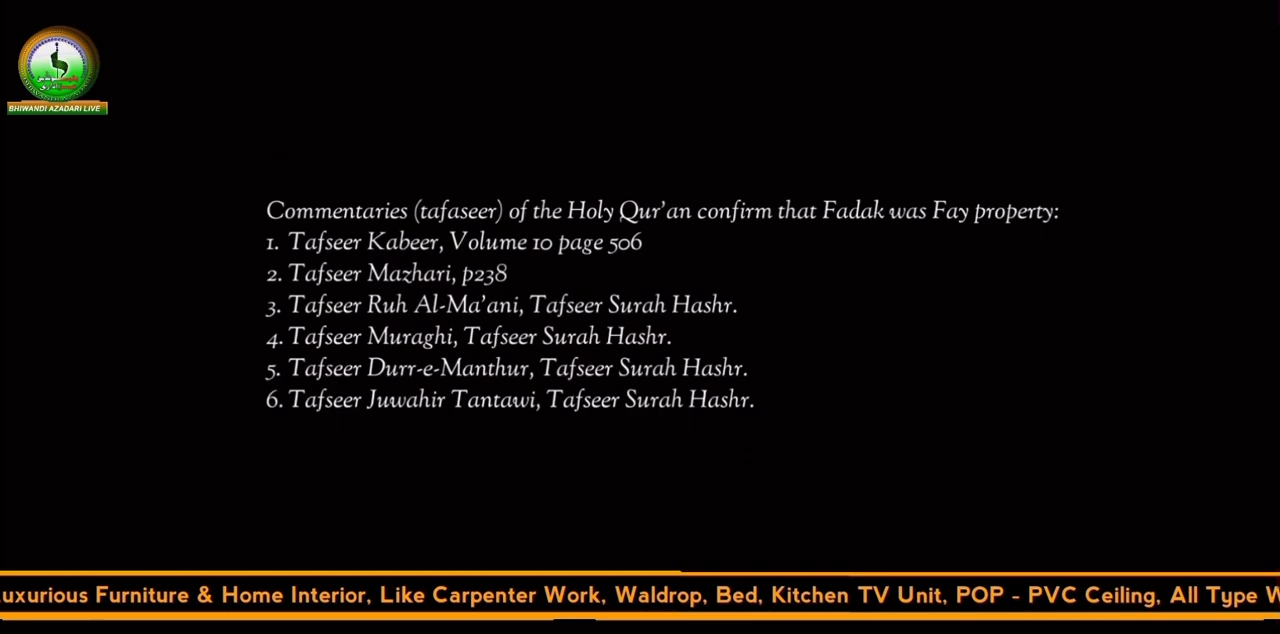 BHIWANDI AZADARI LIVE
Commentaries (tafaseer) of the Holy Qur'an confirm that Fadak was Fay property:
1. Tafseer Kabeer, Volume 10 page 506
2. Tafseer Mazhari, p238
3. Tafseer Ruh Al-Ma'ani, Tafseer Surah Hashr.
4. Tafseer Muraghi, Tafseer Surah Hashr.
5. Tafseer Durr-e-Manthur, Tafseer Surah Hashr.
6. Tafseer Juwahir Tantawi, Tafseer Surah Hashr.
uxurious Furniture & Home Interior, Like Carpenter Work, Waldrop, Bed, Kitchen TV Unit, POP - PVC Ceiling, All Type W